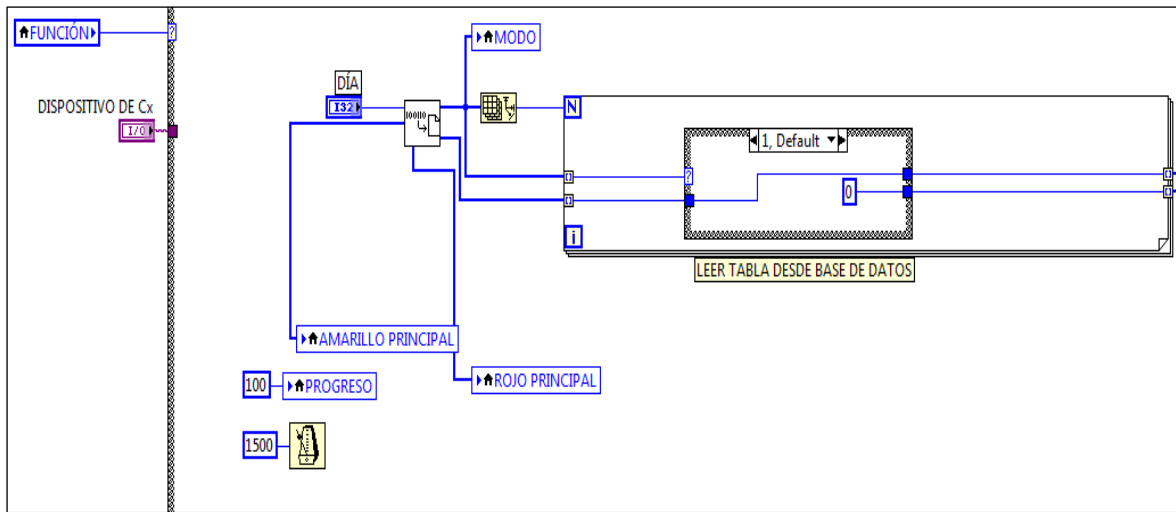 FUNCIÓN
?
MODO
DÍA
I32
DISPOSITIVO DE Cx
I/O
N
1, Default
?
0
i
LEER TABLA DESDE BASE DE DATOS
AMARILLO PRINCIPAL
100
PROGRESO
ROJO PRINCIPAL
1500